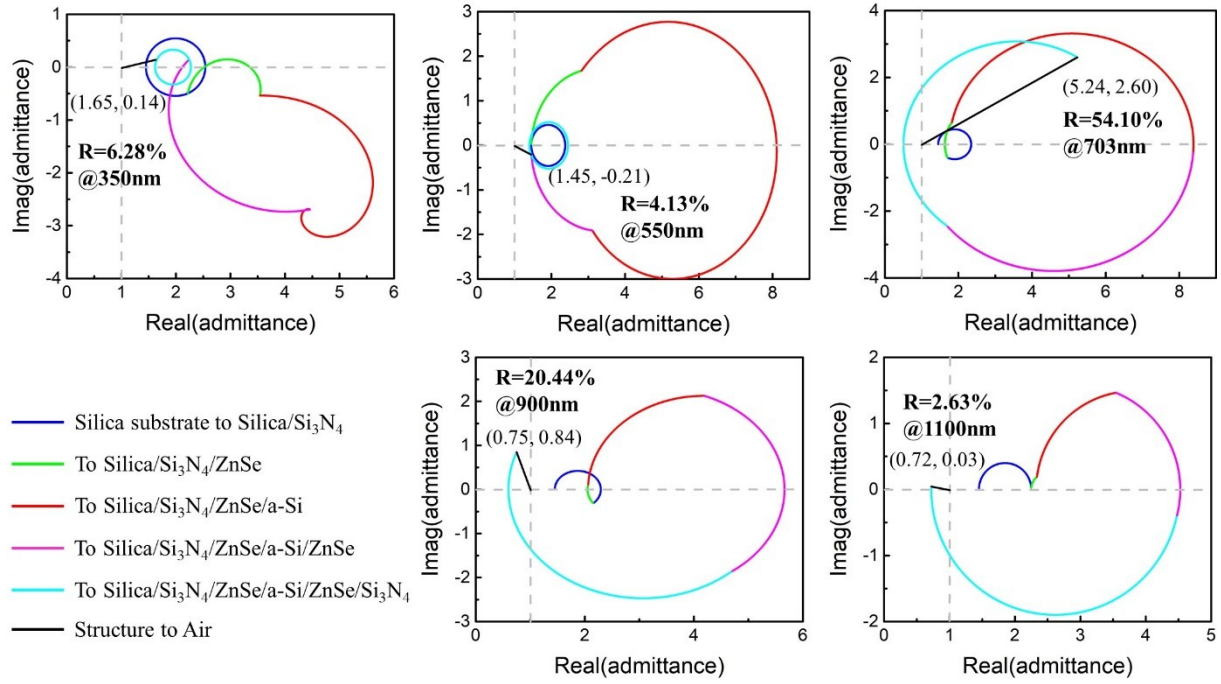 Imag(admittance)
1
0
-1
-2
-3
-4
(1.65, 0.14)
R=6.28%
@350nm
0 1 2 3 4 5 6
Real(admittance)
Imag(admittance)
3
2
1
0
-1
-2
-3
(1.45, -0.21)
R=4.13%
@550nm
0 2 4 6 8
Real(admittance)
Imag(admittance)
4
2
0
-2
-4
(5.24, 2.60)
R=54.10%
@703nm
0 2 4 6 8
Real(admittance)
Silica substrate to Silica/Si₃N₄
To Silica/Si₃N₄/ZnSe
To Silica/Si₃N₄/ZnSe/a-Si
To Silica/Si₃N₄/ZnSe/a-Si/ZnSe
To Silica/Si₃N₄/ZnSe/a-Si/ZnSe/Si₃N₄
Structure to Air
Imag(admittance)
3
2
1
0
-1
-2
-3
R=20.44%
@900nm
(0.75, 0.84)
0 2 4 6
Real(admittance)
Imag(admittance)
2
1
0
-1
-2
R=2.63%
@1100nm
(0.72, 0.03)
0 1 2 3 4 5
Real(admittance)